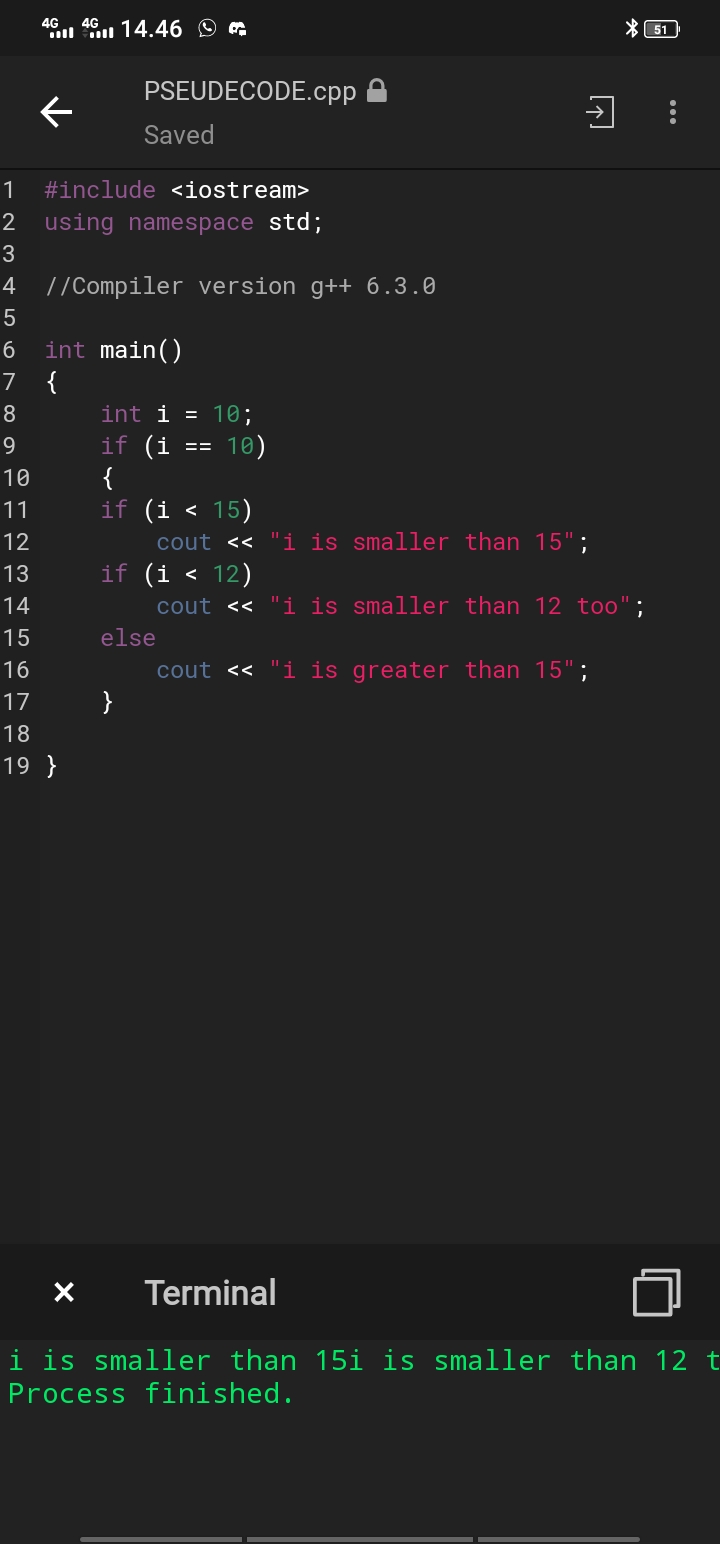 4G 4G 14.46 51
PSEUDECODE.cpp
Saved
1 #include <iostream>
2 using namespace std;
3
4 //Compiler version g++ 6.3.0
5
6 int main()
7 {
8     int i = 10;
9     if (i == 10)
10     {
11     if (i < 15)
12         cout << "i is smaller than 15";
13     if (i < 12)
14         cout << "i is smaller than 12 too";
15     else
16         cout << "i is greater than 15";
17     }
18
19 }
Terminal
i is smaller than 15i is smaller than 12 t
Process finished.